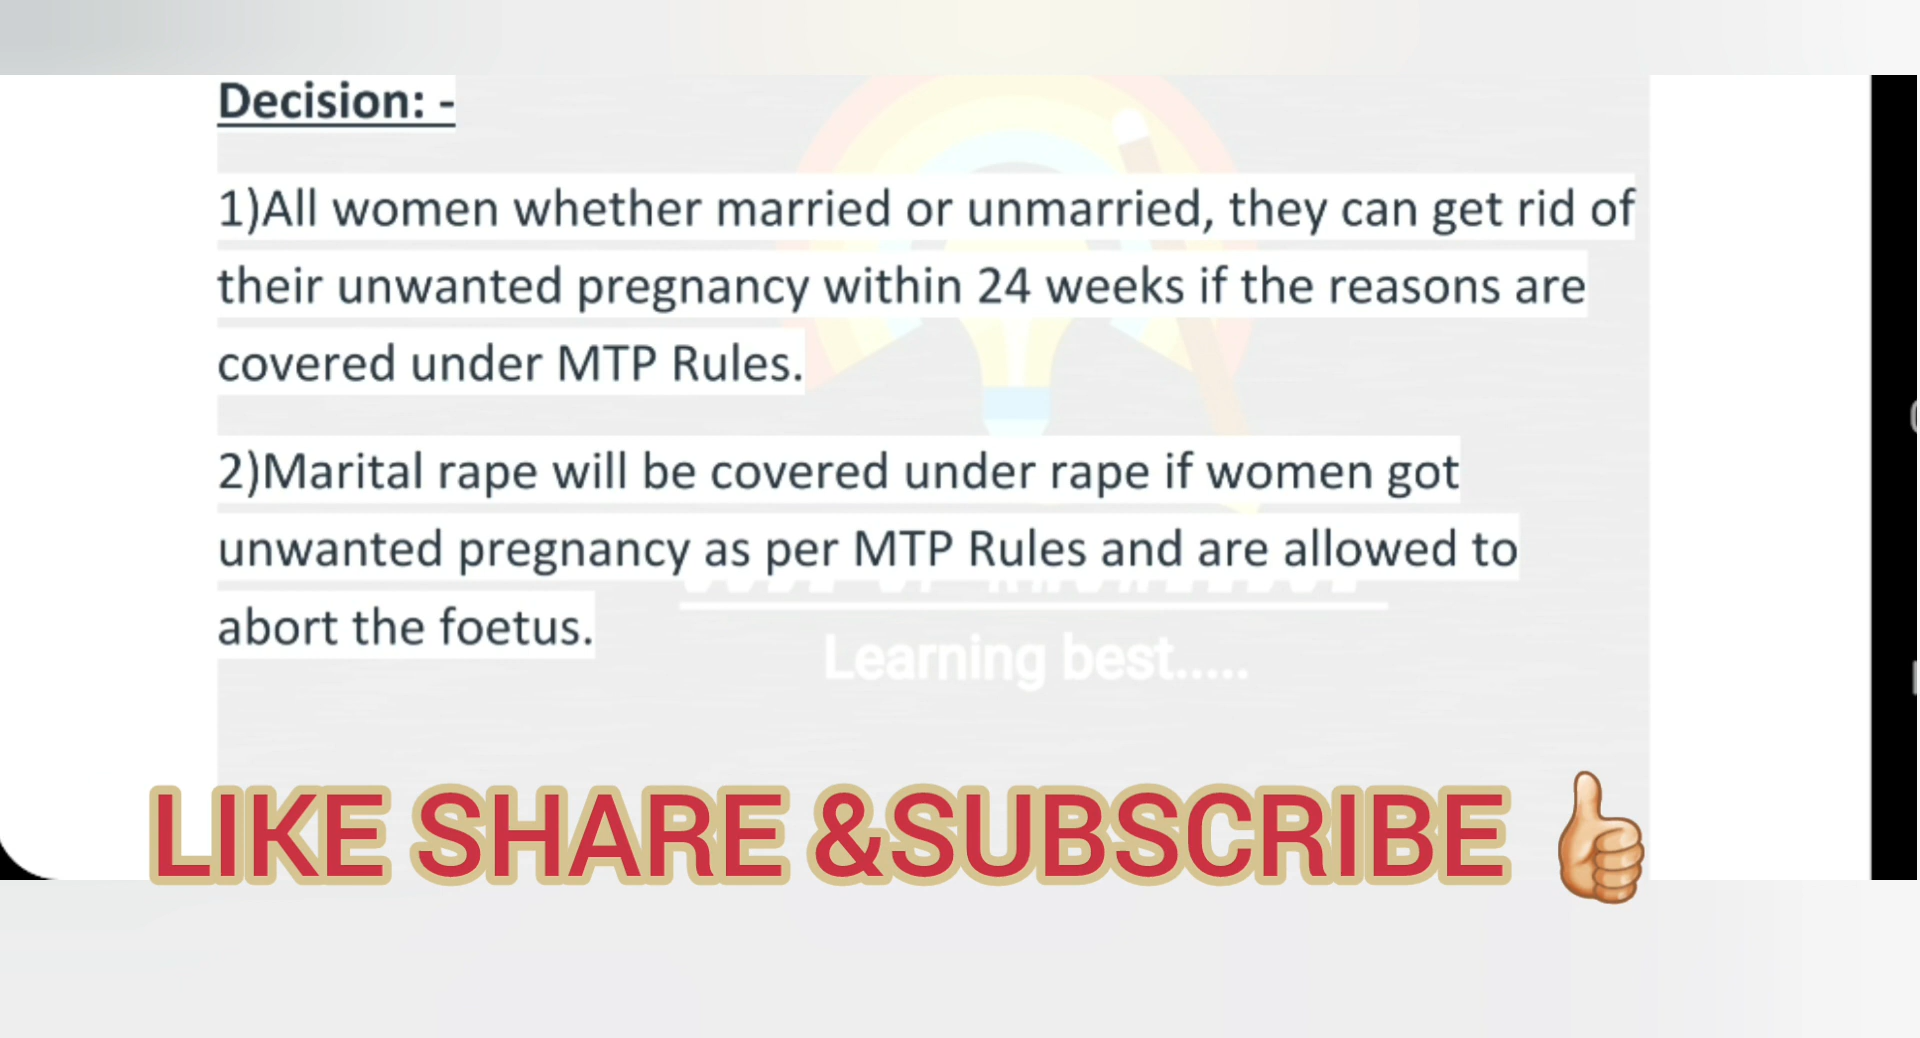 Decision: -
1)All women whether married or unmarried, they can get rid of
their unwanted pregnancy within 24 weeks if the reasons are
covered under MTP Rules.
2)Marital rape will be covered under rape if women got
unwanted pregnancy as per MTP Rules and are allowed to
abort the foetus.
Learning best.....
LIKE SHARE &SUBSCRIBE